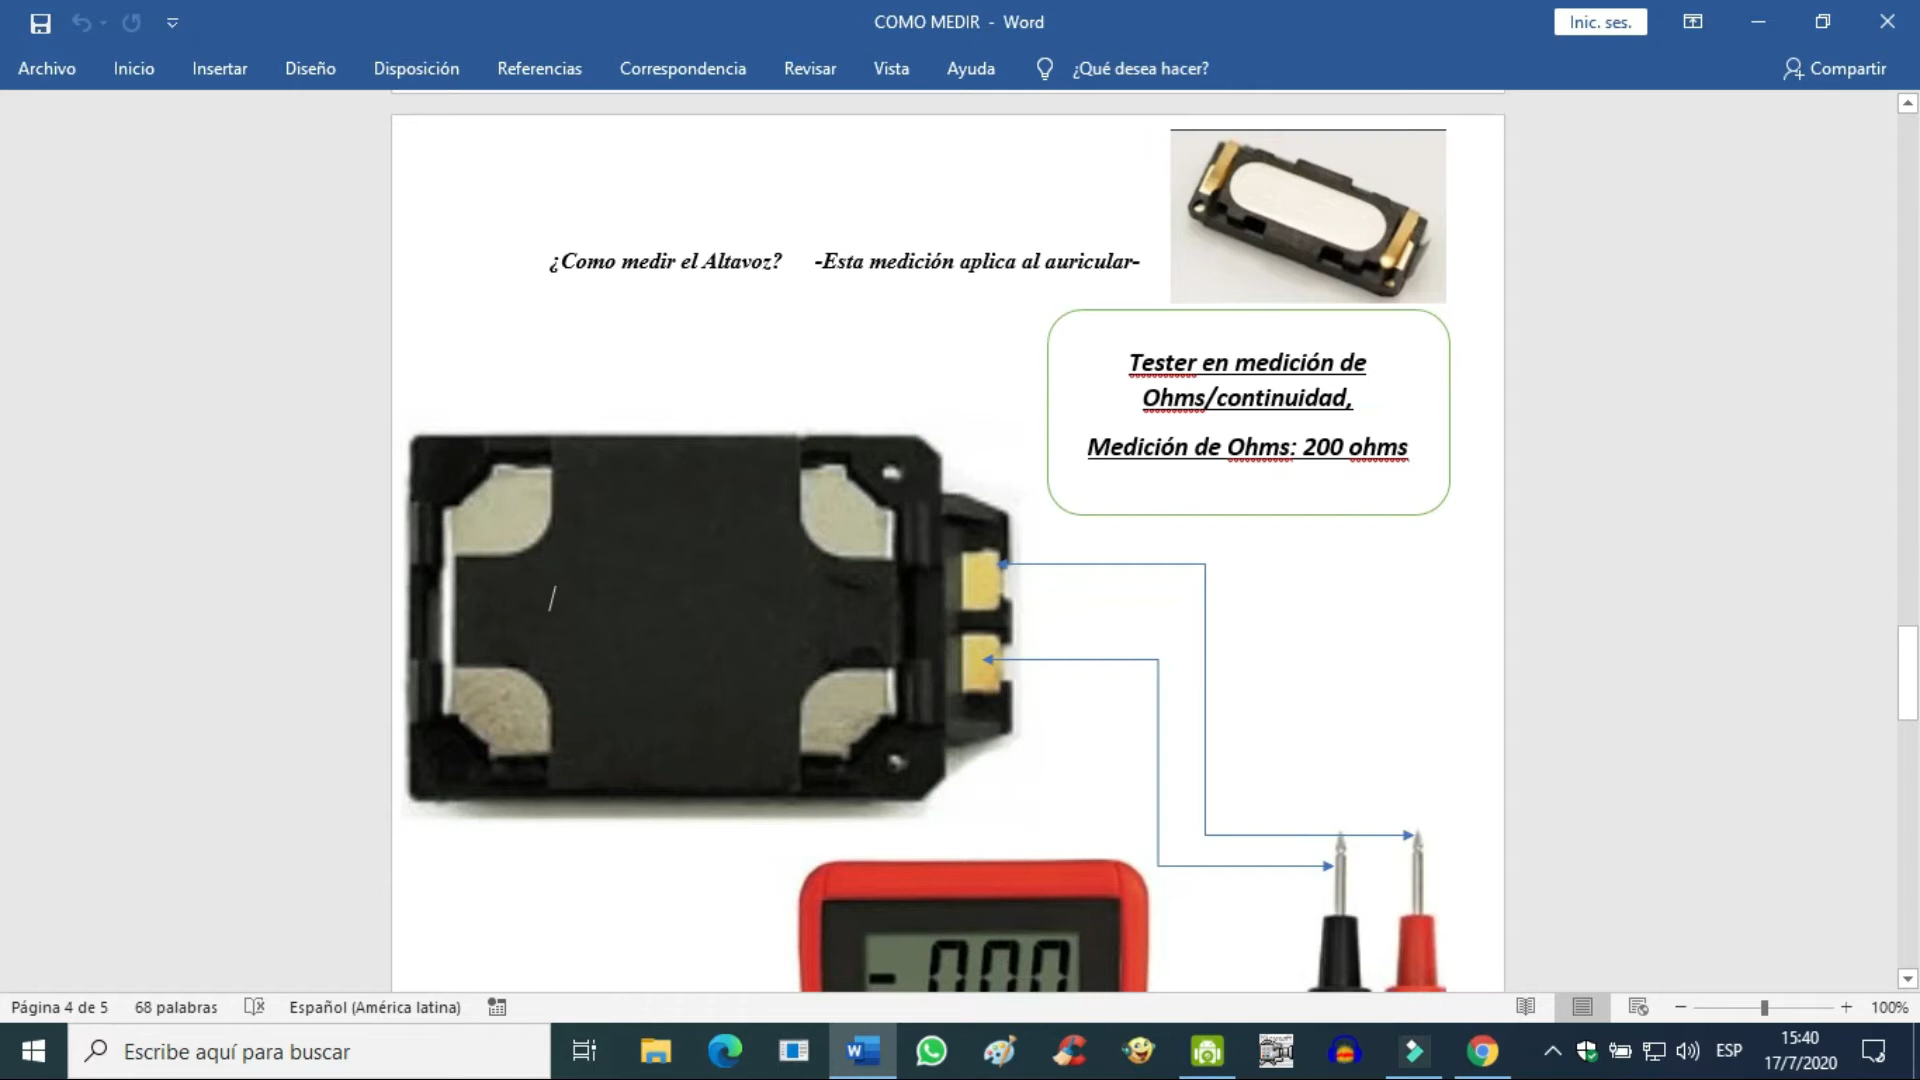 COMO MEDIR - Word
Inic. ses.
Archivo Inicio Insertar Diseño Disposición Referencias Correspondencia Revisar Vista Ayuda ¿Qué desea hacer? Compartir
¿Como medir el Altavoz? -Esta medición aplica al auricular-
Tester en medición de
Ohms/continuidad,
Medición de Ohms: 200 ohms
- 000
Página 4 de 5 68 palabras Español (América latina) 100%
Escribe aquí para buscar
ESP
15:40
17/7/2020